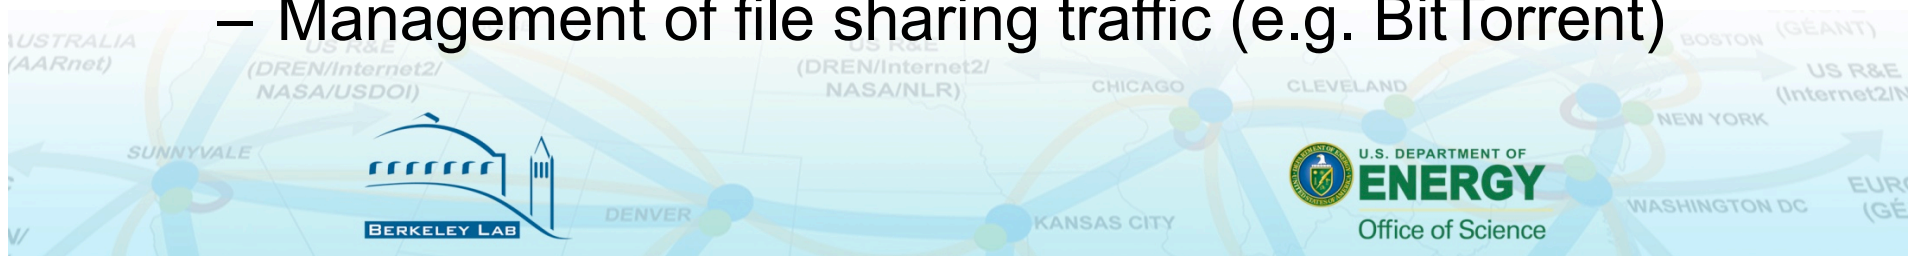 – Management of file sharing traffic (e.g. BitTorrent)
AUSTRALIA
(AARnet)
US R&E
(DREN/Internet2/
NASA/USDOI)
US R&E
(DREN/Internet2/
NASA/NLR)
CHICAGO
CLEVELAND
BOSTON
(GÉANT)
US R&E
(Internet2/N
NEW YORK
SUNNYVALE
DENVER
KANSAS CITY
WASHINGTON DC
BERKELEY LAB
U.S. DEPARTMENT OF
ENERGY
Office of Science